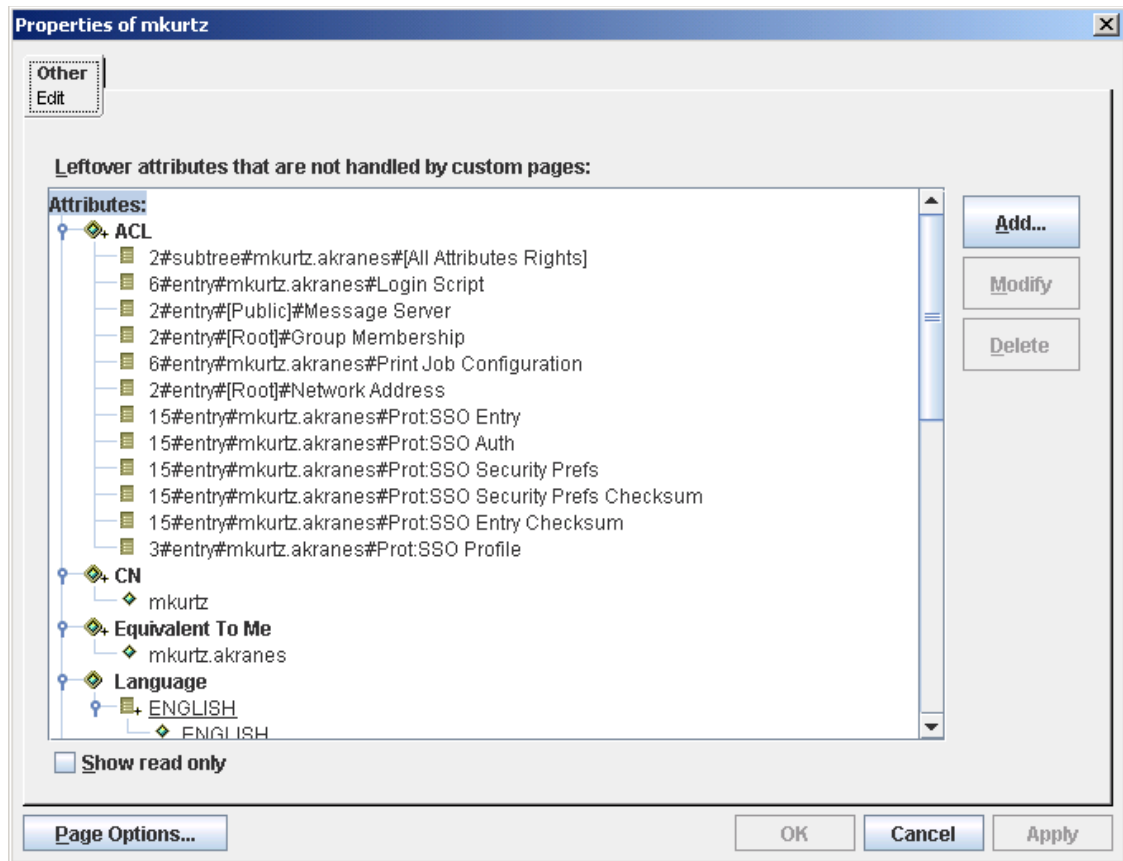 Properties of mkurtz
Other
Edit
Leftover attributes that are not handled by custom pages:
Attributes:
ACL
2#subtree#mkurtz.akranes#[All Attributes Rights]
6#entry#mkurtz.akranes#Login Script
2#entry#[Public]#Message Server
2#entry#[Root]#Group Membership
6#entry#mkurtz.akranes#Print Job Configuration
2#entry#[Root]#Network Address
15#entry#mkurtz.akranes#Prot:SSO Entry
15#entry#mkurtz.akranes#Prot:SSO Auth
15#entry#mkurtz.akranes#Prot:SSO Security Prefs
15#entry#mkurtz.akranes#Prot:SSO Security Prefs Checksum
15#entry#mkurtz.akranes#Prot:SSO Entry Checksum
3#entry#mkurtz.akranes#Prot:SSO Profile
CN
mkurtz
Equivalent To Me
mkurtz.akranes
Language
ENGLISH
ENGLISH
Add...
Modify
Delete
Show read only
Page Options...
OK
Cancel
Apply